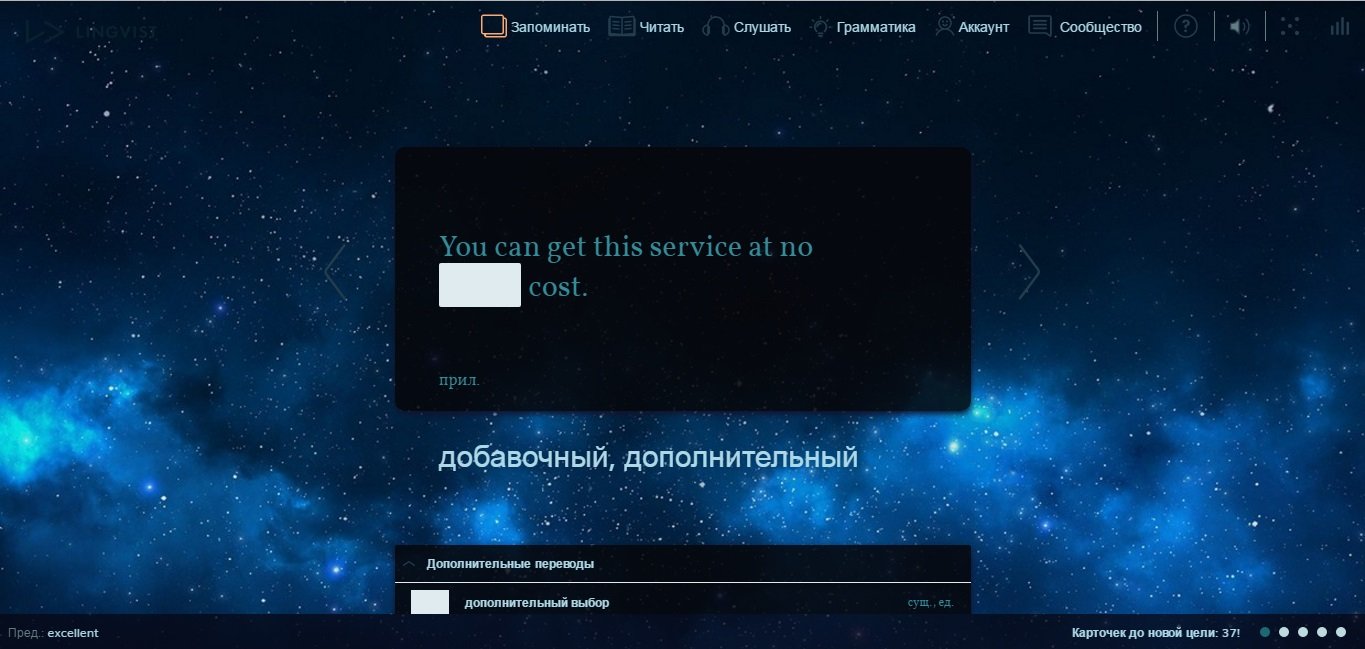 LINGVIST
Запоминать Читать Слушать Грамматика Аккаунт Сообщество ?
You can get this service at no
cost.
прил.
добавочный, дополнительный
Дополнительные переводы
дополнительный выбор сущ., ед.
Пред.: excellent Карточек до новой цели: 37!